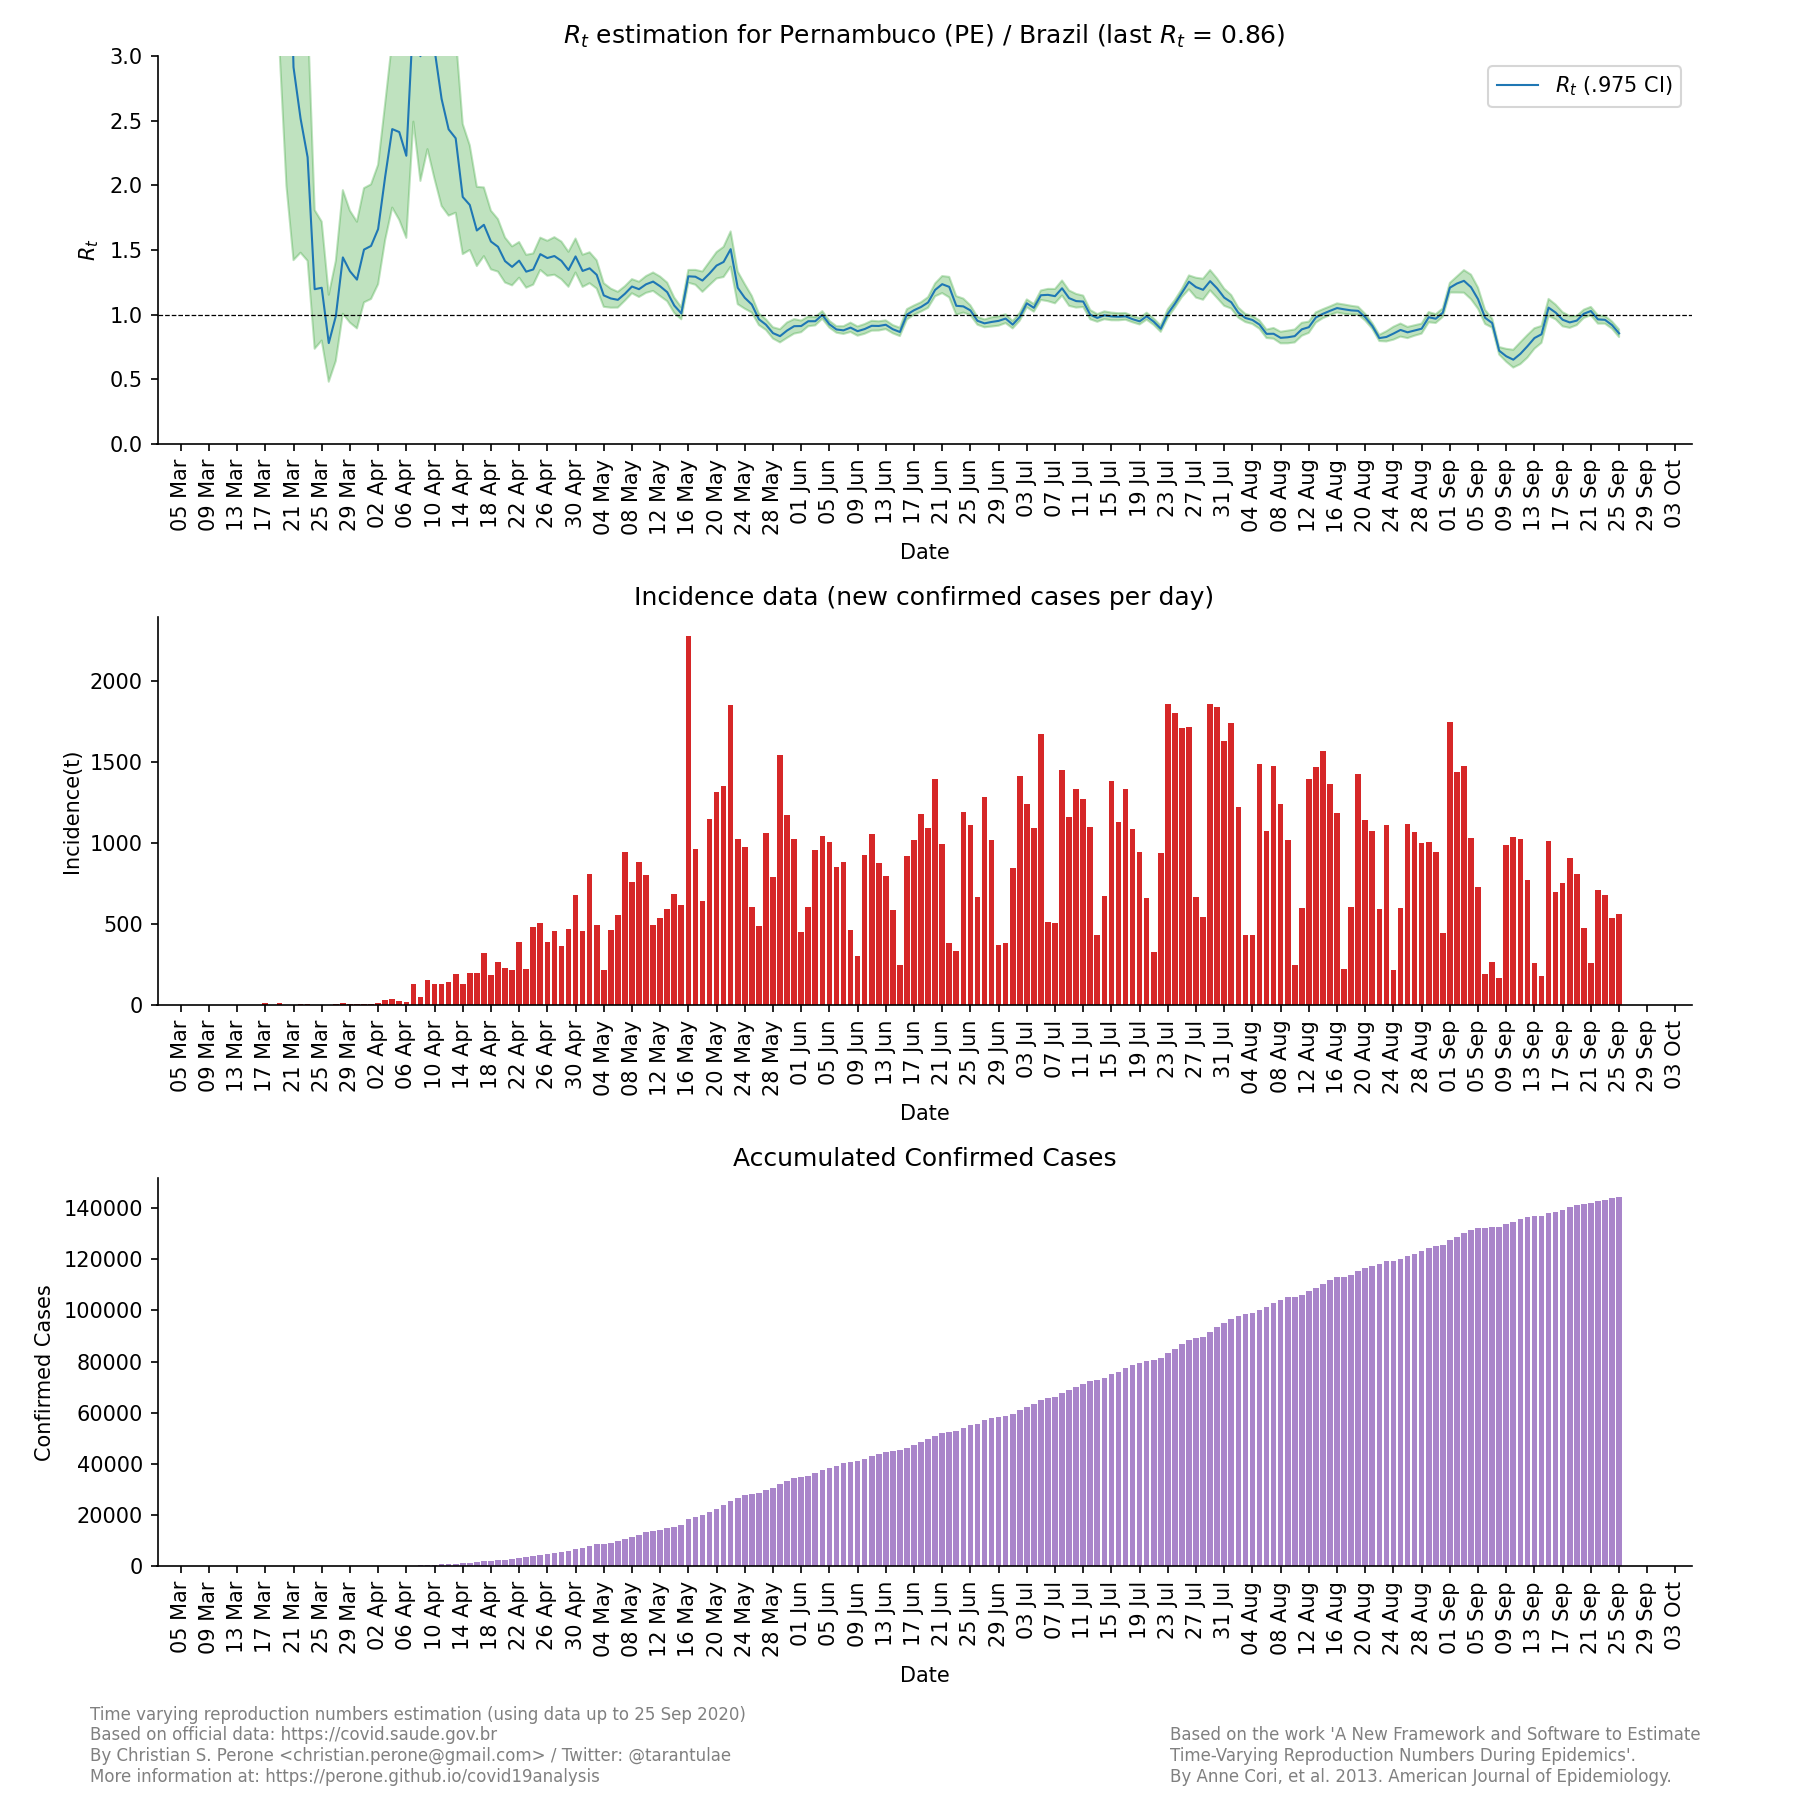 Rt estimation for Pernambuco (PE) / Brazil (last Rt = 0.86)
Rt (.975 CI)
Rt
3.0
2.5
2.0
1.5
1.0
0.5
0.0
05 Mar 09 Mar 13 Mar 17 Mar 21 Mar 25 Mar 29 Mar 02 Apr 06 Apr 10 Apr 14 Apr 18 Apr 22 Apr 26 Apr 30 Apr 04 May 08 May 12 May 16 May 20 May 24 May 28 May 01 Jun 05 Jun 09 Jun 13 Jun 17 Jun 21 Jun 25 Jun 29 Jun 03 Jul 07 Jul 11 Jul 15 Jul 19 Jul 23 Jul 27 Jul 31 Jul 04 Aug 08 Aug 12 Aug 16 Aug 20 Aug 24 Aug 28 Aug 01 Sep 05 Sep 09 Sep 13 Sep 17 Sep 21 Sep 25 Sep 29 Sep 03 Oct
Date
Incidence data (new confirmed cases per day)
Incidence(t)
2000
1500
1000
500
0
05 Mar 09 Mar 13 Mar 17 Mar 21 Mar 25 Mar 29 Mar 02 Apr 06 Apr 10 Apr 14 Apr 18 Apr 22 Apr 26 Apr 30 Apr 04 May 08 May 12 May 16 May 20 May 24 May 28 May 01 Jun 05 Jun 09 Jun 13 Jun 17 Jun 21 Jun 25 Jun 29 Jun 03 Jul 07 Jul 11 Jul 15 Jul 19 Jul 23 Jul 27 Jul 31 Jul 04 Aug 08 Aug 12 Aug 16 Aug 20 Aug 24 Aug 28 Aug 01 Sep 05 Sep 09 Sep 13 Sep 17 Sep 21 Sep 25 Sep 29 Sep 03 Oct
Date
Accumulated Confirmed Cases
Confirmed Cases
140000
120000
100000
80000
60000
40000
20000
0
05 Mar 09 Mar 13 Mar 17 Mar 21 Mar 25 Mar 29 Mar 02 Apr 06 Apr 10 Apr 14 Apr 18 Apr 22 Apr 26 Apr 30 Apr 04 May 08 May 12 May 16 May 20 May 24 May 28 May 01 Jun 05 Jun 09 Jun 13 Jun 17 Jun 21 Jun 25 Jun 29 Jun 03 Jul 07 Jul 11 Jul 15 Jul 19 Jul 23 Jul 27 Jul 31 Jul 04 Aug 08 Aug 12 Aug 16 Aug 20 Aug 24 Aug 28 Aug 01 Sep 05 Sep 09 Sep 13 Sep 17 Sep 21 Sep 25 Sep 29 Sep 03 Oct
Date
Time varying reproduction numbers estimation (using data up to 25 Sep 2020)
Based on official data: https://covid.saude.gov.br
By Christian S. Perone <christian.perone@gmail.com> / Twitter: @tarantulae
More information at: https://perone.github.io/covid19analysis
Based on the work 'A New Framework and Software to Estimate
Time-Varying Reproduction Numbers During Epidemics'.
By Anne Cori, et al. 2013. American Journal of Epidemiology.